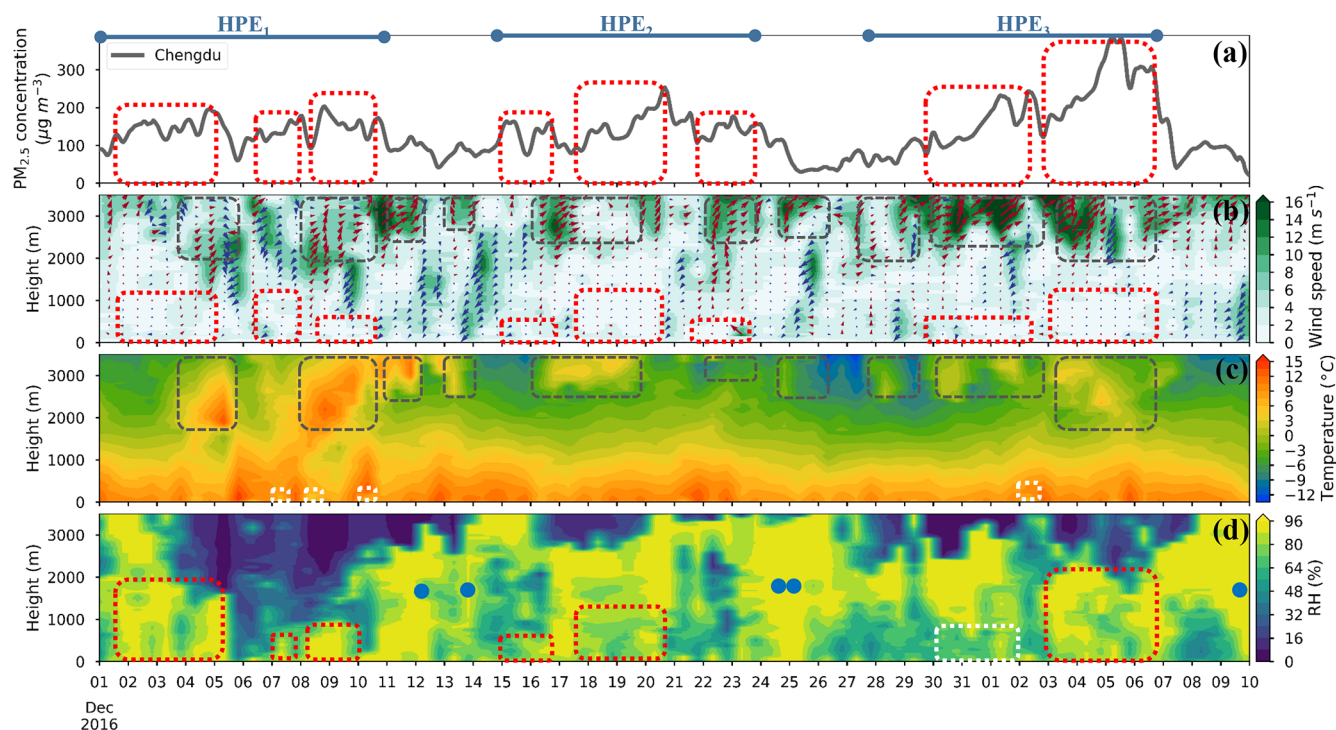 HPE₁ HPE₂ HPE₃
Chengdu
(a)
PM₂.₅ concentration
(μg m⁻³)
300
200
100
0
(b)
Height (m)
3000
2000
1000
0
Wind speed (m s⁻¹)
16
14
12
10
8
6
4
2
0
(c)
Height (m)
3000
2000
1000
0
Temperature (°C)
15
12
9
6
3
0
−3
−6
−9
−12
(d)
Height (m)
3000
2000
1000
0
RH (%)
96
80
64
48
32
16
0
01 02 03 04 05 06 07 08 09 10 11 12 13 14 15 16 17 18 19 20 21 22 23 24 25 26 27 28 29 30 31 01 02 03 04 05 06 07 08 09 10
Dec
2016